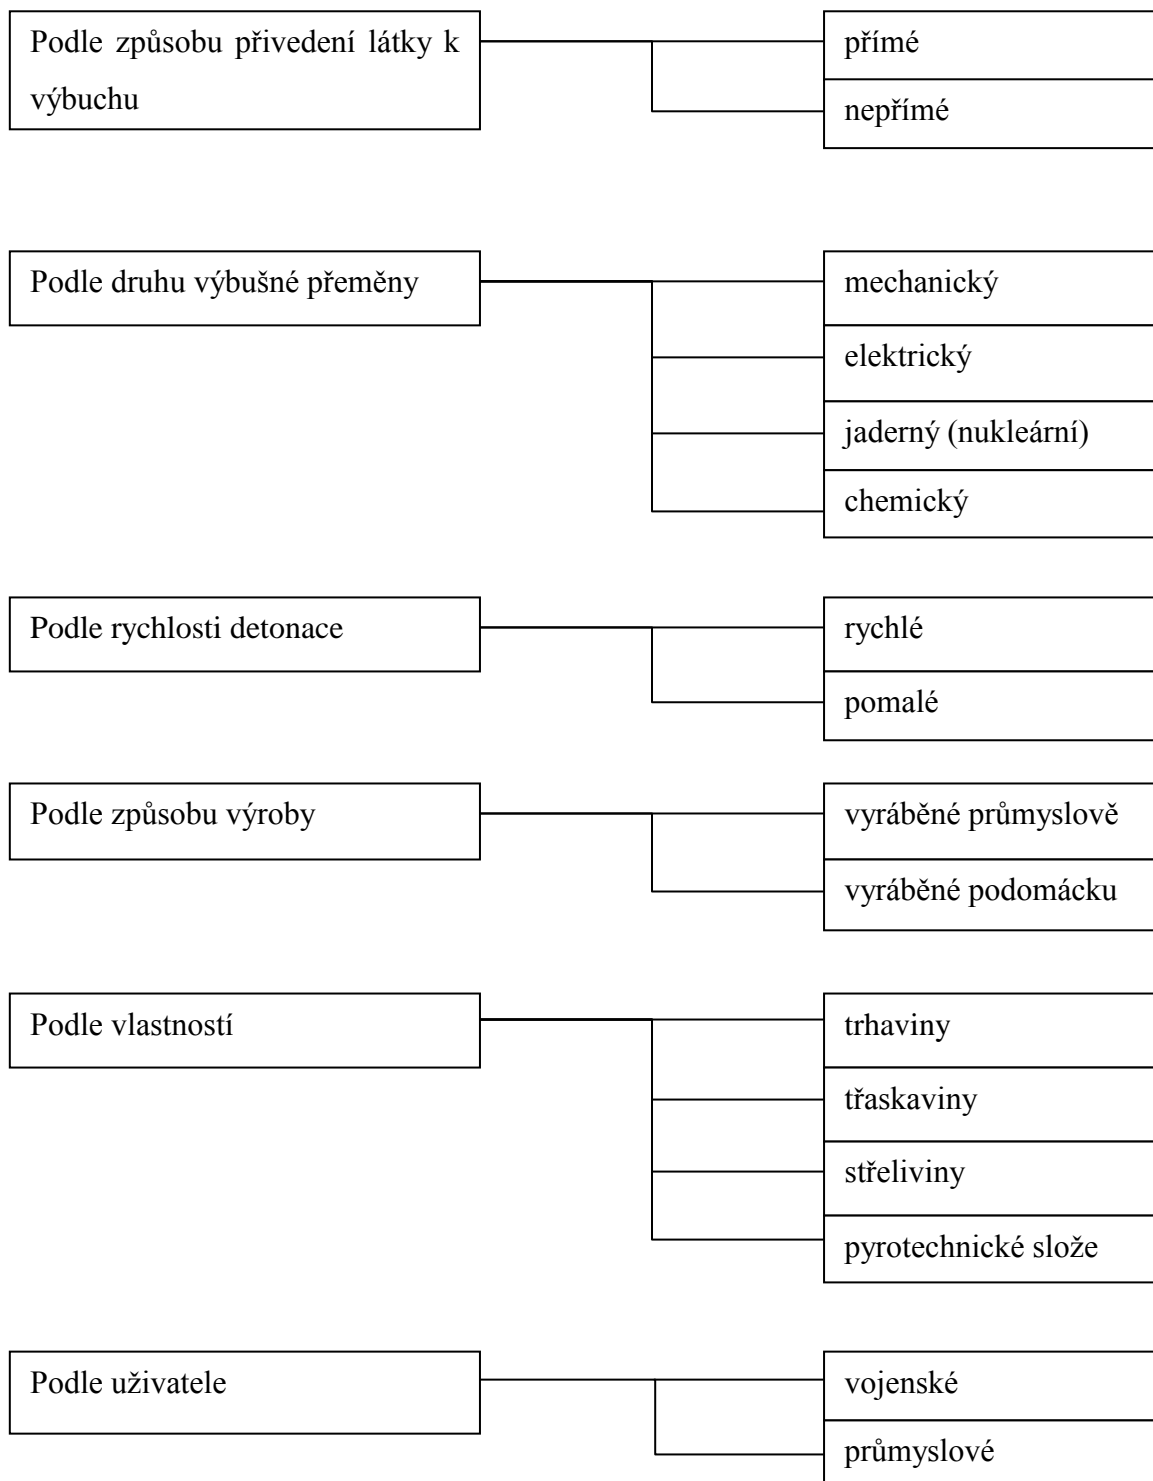 Podle způsobu přivedení látky k
výbuchu
přímé
nepřímé
Podle druhu výbušné přeměny
mechanický
elektrický
jaderný (nukleární)
chemický
Podle rychlosti detonace
rychlé
pomalé
Podle způsobu výroby
vyráběné průmyslově
vyráběné podomácku
Podle vlastností
trhaviny
třaskaviny
střeliviny
pyrotechnické slože
Podle uživatele
vojenské
průmyslové